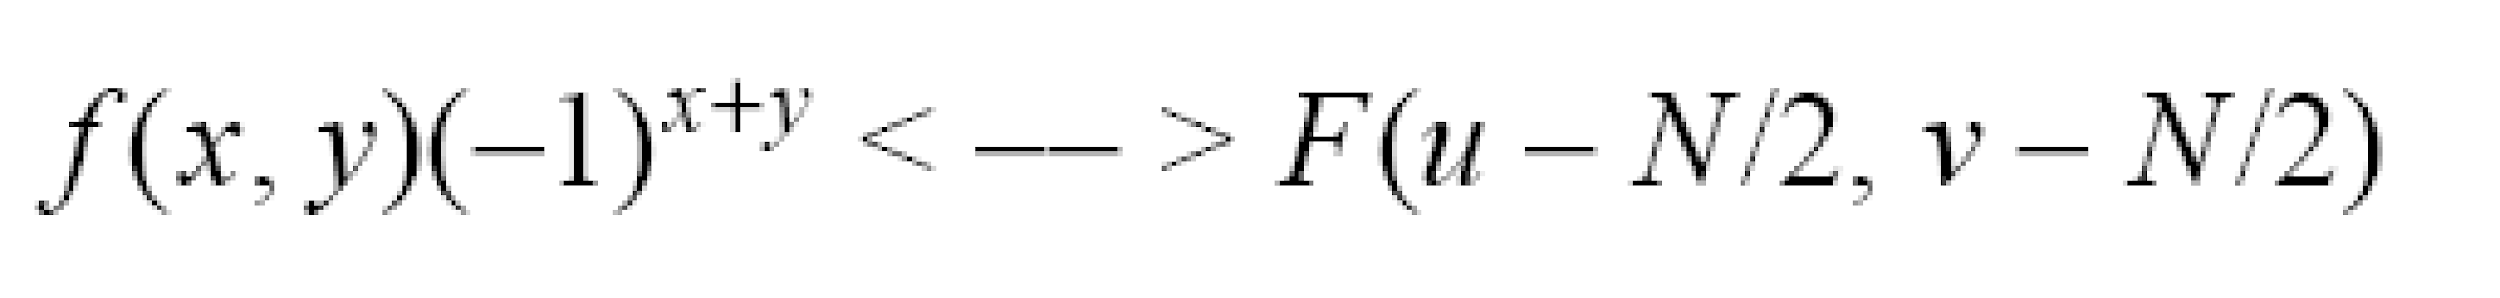 f(x, y)(−1)^{x+y} <−−> F(u − N/2, v − N/2)